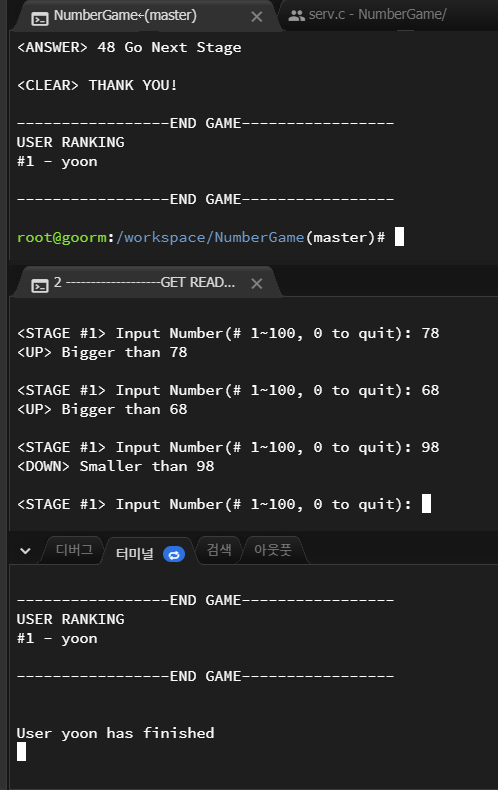 NumberGame-(master)
serv.c - NumberGame/
<ANSWER> 48 Go Next Stage
<CLEAR> THANK YOU!
------------------END GAME------------------
USER RANKING
#1 - yoon
------------------END GAME------------------
root@goorm:/workspace/NumberGame(master)#
2 -------------------GET READ...
<STAGE #1> Input Number(# 1~100, 0 to quit): 78
<UP> Bigger than 78
<STAGE #1> Input Number(# 1~100, 0 to quit): 68
<UP> Bigger than 68
<STAGE #1> Input Number(# 1~100, 0 to quit): 98
<DOWN> Smaller than 98
<STAGE #1> Input Number(# 1~100, 0 to quit):
디버그 터미널 검색 아웃풋
------------------END GAME------------------
USER RANKING
#1 - yoon
------------------END GAME------------------
User yoon has finished